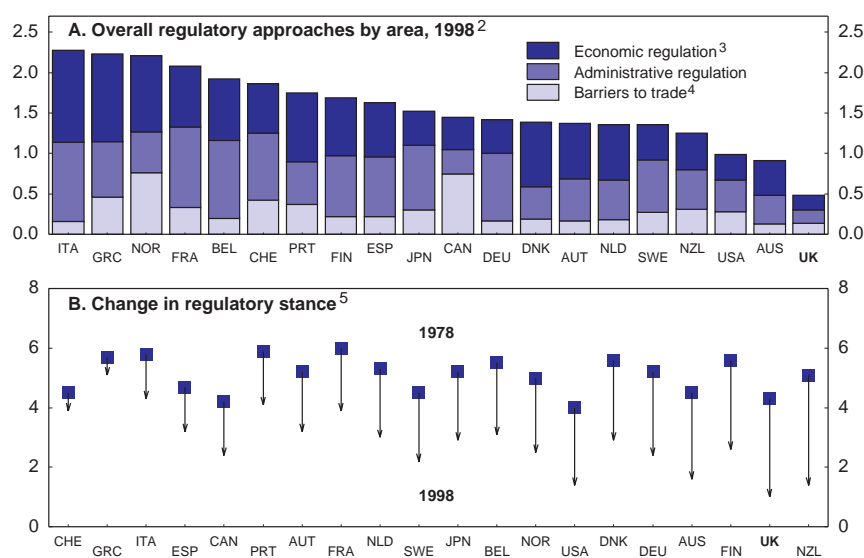 A. Overall regulatory approaches by area, 1998 2
2.5 2.5
Economic regulation 3
2.0 Administrative regulation 2.0
Barriers to trade 4
1.5 1.5
1.0 1.0
0.5 0.5
0.0 0.0
ITA GRC NOR FRA BEL CHE PRT FIN ESP JPN CAN DEU DNK AUT NLD SWE NZL USA AUS UK
8 8
B. Change in regulatory stance 5
1978
6 6
4 4
2 2
1998
0 0
CHE GRC ITA ESP CAN PRT AUT FRA NLD SWE JPN BEL NOR USA DNK DEU AUS FIN UK NZL